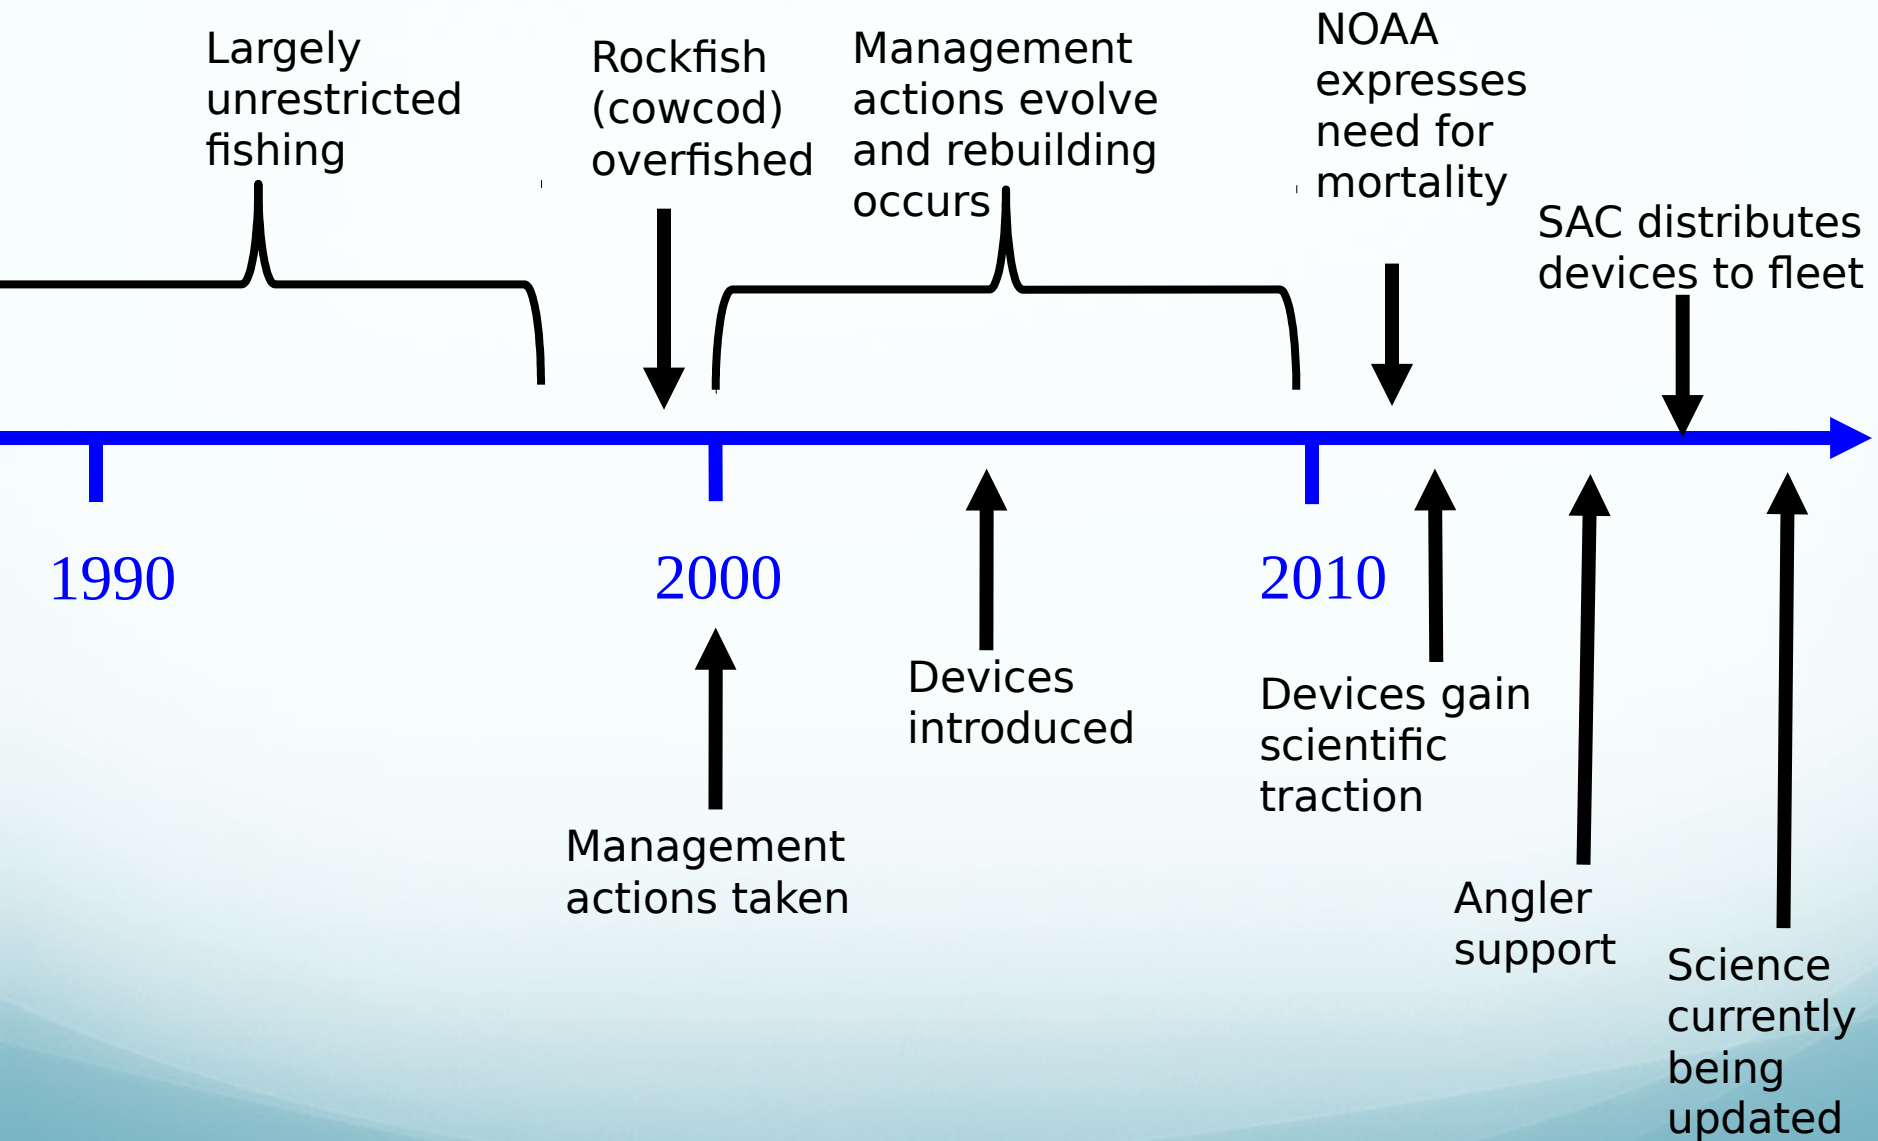 Largely
unrestricted
fishing
Rockfish
(cowcod)
overfished
Management
actions evolve
and rebuilding
occurs
NOAA
expresses
need for
mortality
SAC distributes
devices to fleet
1990
2000
2010
Management
actions taken
Devices
introduced
Devices gain
scientific
traction
Angler
support
Science
currently
being
updated